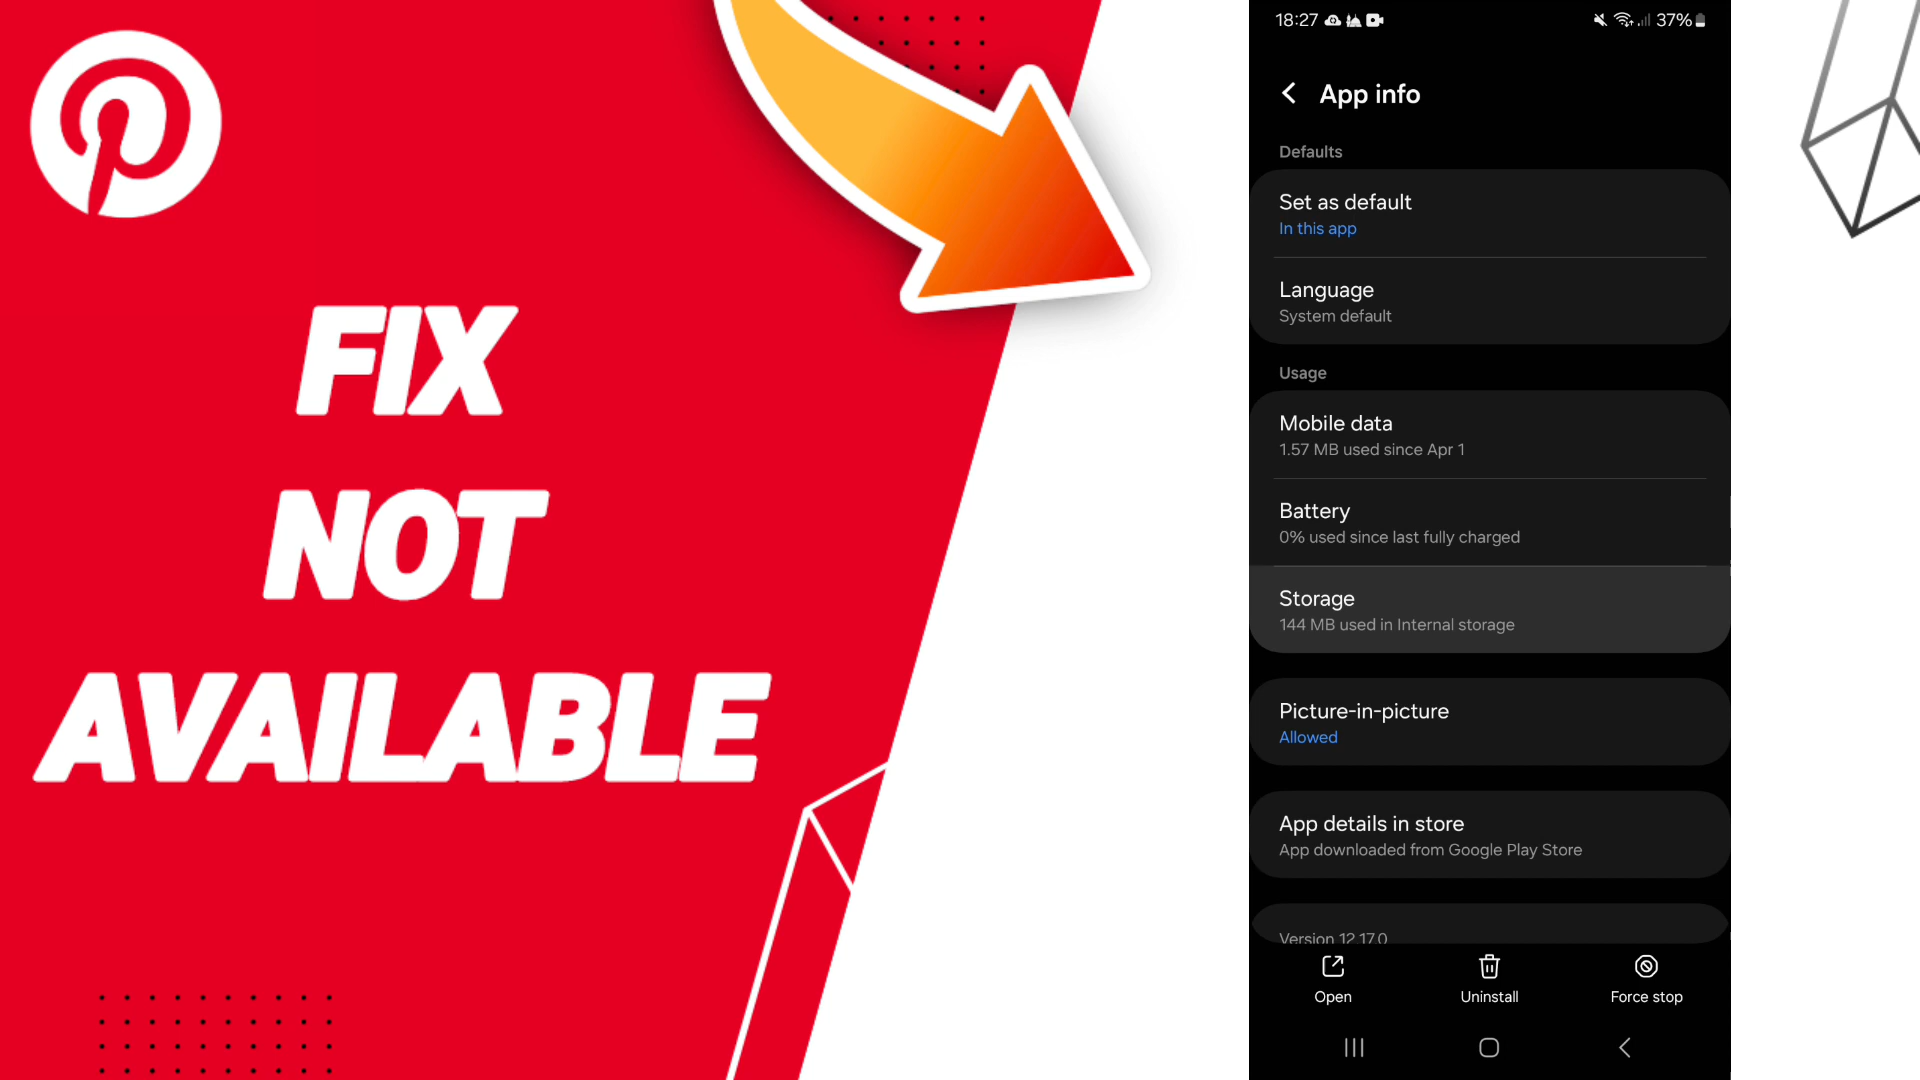 FIX
NOT
AVAILABLE
18:27
37%
App info
Defaults
Set as default
In this app
Language
System default
Usage
Mobile data
1.57 MB used since Apr 1
Battery
0% used since last fully charged
Storage
144 MB used in Internal storage
Picture-in-picture
Allowed
App details in store
App downloaded from Google Play Store
Version 12.17.0
Open
Uninstall
Force stop